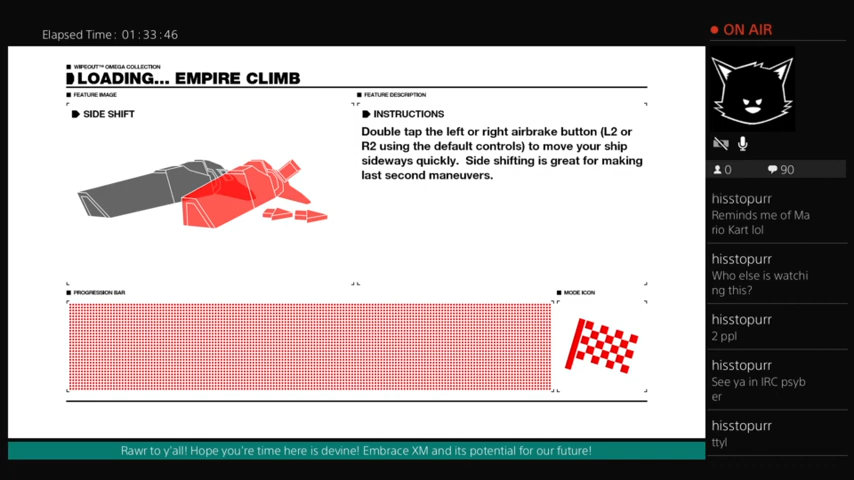 Elapsed Time : 01:33:46
ON AIR
WIPEOUT™ OMEGA COLLECTION
LOADING... EMPIRE CLIMB
FEATURE IMAGE
FEATURE DESCRIPTION
SIDE SHIFT
INSTRUCTIONS
Double tap the left or right airbrake button (L2 or
R2 using the default controls) to move your ship
sideways quickly. Side shifting is great for making
last second maneuvers.
PROGRESSION BAR
MODE ICON
0
90
hisstopurr
Reminds me of Ma
rio Kart lol
hisstopurr
Who else is watchi
ng this?
hisstopurr
2 ppl
hisstopurr
See ya in IRC psyb
er
hisstopurr
ttyl
Rawr to y'all! Hope you're time here is devine! Embrace XM and its potential for our future!